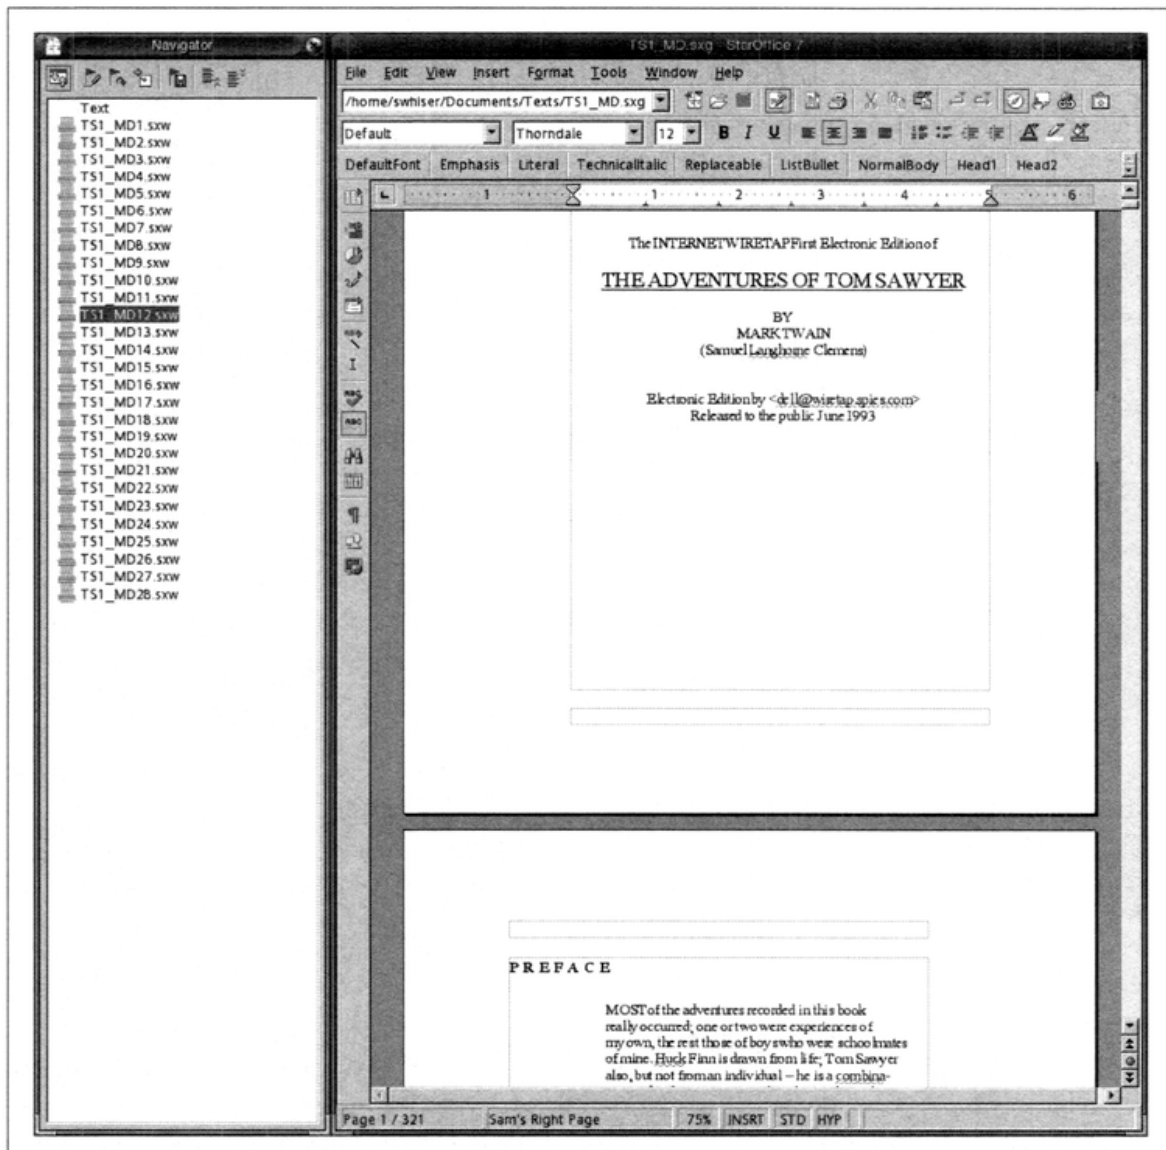 Navigator
TS1_MD.sxg - StarOffice 7
File Edit View Insert Format Tools Window Help
/home/swhiser/Documents/Texts/TS1_MD.sxg
Default Thorndale 12 B I U
DefaultFont Emphasis Literal TechnicalItalic Replaceable ListBullet NormalBody Head1 Head2
1 1 2 3 4 5 6
Text
TS1_MD1.sxw
TS1_MD2.sxw
TS1_MD3.sxw
TS1_MD4.sxw
TS1_MD5.sxw
TS1_MD6.sxw
TS1_MD7.sxw
TS1_MD8.sxw
TS1_MD9.sxw
TS1_MD10.sxw
TS1_MD11.sxw
TS1_MD12.sxw
TS1_MD13.sxw
TS1_MD14.sxw
TS1_MD15.sxw
TS1_MD16.sxw
TS1_MD17.sxw
TS1_MD18.sxw
TS1_MD19.sxw
TS1_MD20.sxw
TS1_MD21.sxw
TS1_MD22.sxw
TS1_MD23.sxw
TS1_MD24.sxw
TS1_MD25.sxw
TS1_MD26.sxw
TS1_MD27.sxw
TS1_MD28.sxw
The INTERNET WIRETAP First Electronic Edition of
THE ADVENTURES OF TOM SAWYER
BY
MARK TWAIN
(Samuel Langhorne Clemens)
Electronic Edition by <dell@wiretap.spies.com>
Released to the public June 1993
P R E F A C E
MOST of the adventures recorded in this book
really occurred; one or two were experiences of
my own, the rest those of boys who were schoolmates
of mine. Huck Finn is drawn from life; Tom Sawyer
also, but not from an individual -- he is a combina-
Page 1 / 321 Sam's Right Page 75% INSRT STD HYP